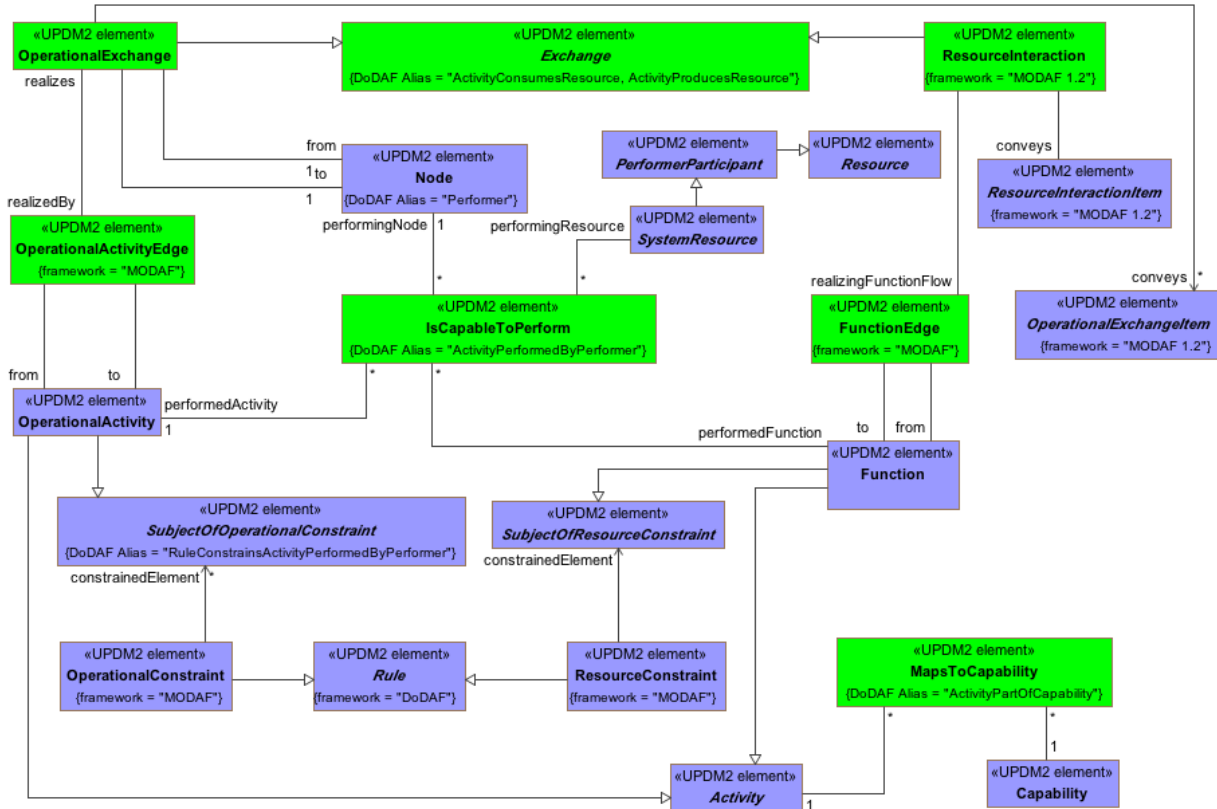 «UPDM2 element»
OperationalExchange
«UPDM2 element»
Exchange
{DoDAF Alias = "ActivityConsumesResource, ActivityProducesResource"}
«UPDM2 element»
ResourceInteraction
{framework = "MODAF 1.2"}
realizes
from
1
to
1
«UPDM2 element»
Node
{DoDAF Alias = "Performer"}
«UPDM2 element»
PerformerParticipant
«UPDM2 element»
Resource
conveys
«UPDM2 element»
ResourceInteractionItem
{framework = "MODAF 1.2"}
realizedBy
«UPDM2 element»
OperationalActivityEdge
{framework = "MODAF"}
performingNode
1
performingResource
«UPDM2 element»
SystemResource
*
*
realizingFunctionFlow
conveys
*
«UPDM2 element»
IsCapableToPerform
{DoDAF Alias = "ActivityPerformedByPerformer"}
«UPDM2 element»
FunctionEdge
{framework = "MODAF"}
«UPDM2 element»
OperationalExchangeItem
{framework = "MODAF 1.2"}
from
to
*
*
«UPDM2 element»
OperationalActivity
performedActivity
1
performedFunction
to
from
«UPDM2 element»
Function
«UPDM2 element»
SubjectOfOperationalConstraint
{DoDAF Alias = "RuleConstrainsActivityPerformedByPerformer"}
«UPDM2 element»
SubjectOfResourceConstraint
constrainedElement
*
constrainedElement
«UPDM2 element»
OperationalConstraint
{framework = "MODAF"}
«UPDM2 element»
Rule
{framework = "DoDAF"}
«UPDM2 element»
ResourceConstraint
{framework = "MODAF"}
«UPDM2 element»
MapsToCapability
{DoDAF Alias = "ActivityPartOfCapability"}
*
*
1
«UPDM2 element»
Activity
1
«UPDM2 element»
Capability